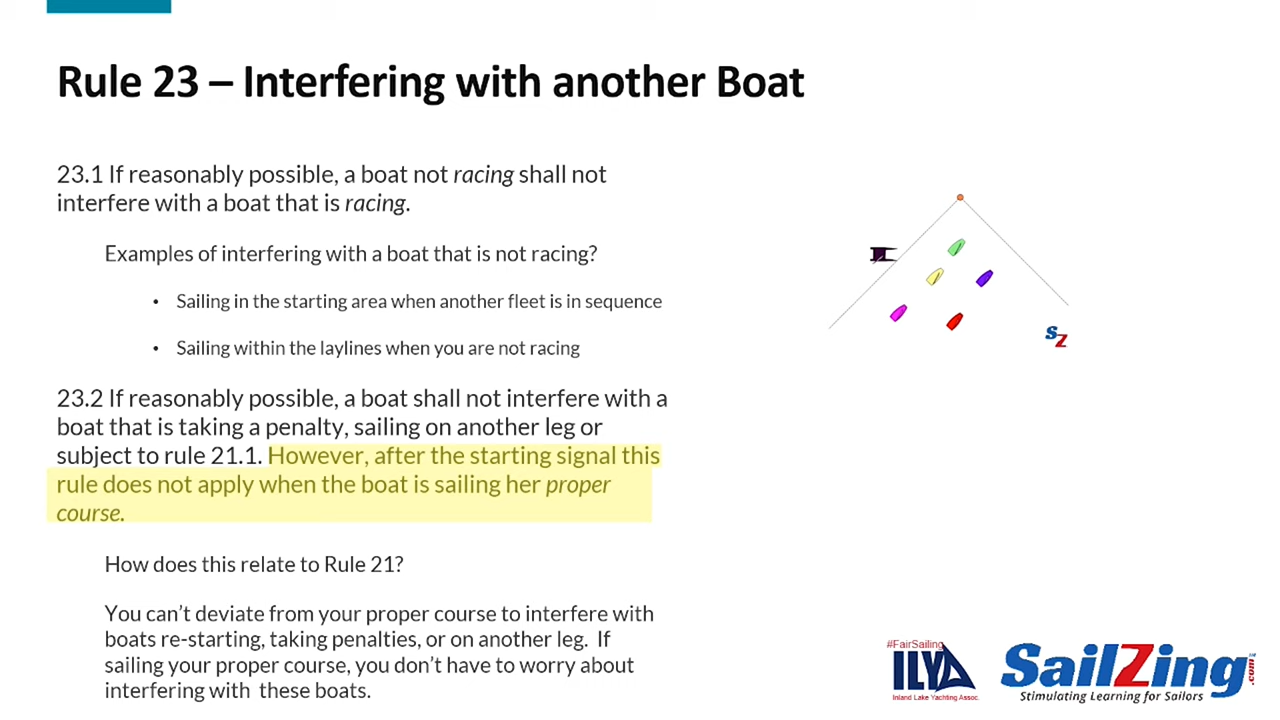 Rule 23 – Interfering with another Boat
23.1 If reasonably possible, a boat not racing shall not
interfere with a boat that is racing.
Examples of interfering with a boat that is not racing?
• Sailing in the starting area when another fleet is in sequence
• Sailing within the laylines when you are not racing
23.2 If reasonably possible, a boat shall not interfere with a
boat that is taking a penalty, sailing on another leg or
subject to rule 21.1. However, after the starting signal this
rule does not apply when the boat is sailing her proper
course.
How does this relate to Rule 21?
You can’t deviate from your proper course to interfere with
boats re-starting, taking penalties, or on another leg. If
sailing your proper course, you don’t have to worry about
interfering with these boats.
SZ
#FairSailing
ILYA
Inland Lake Yachting Assoc.
SailZing.com
Stimulating Learning for Sailors